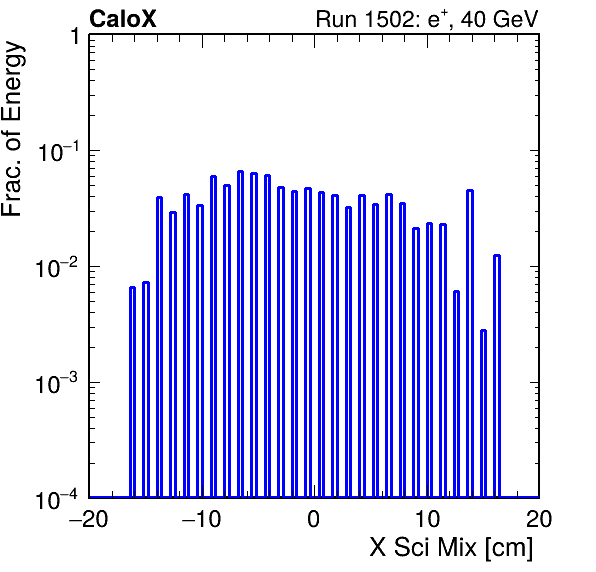 CaloX Run 1502: e⁺, 40 GeV
Frac. of Energy
1
10⁻¹
10⁻²
10⁻³
10⁻⁴
−20 −10 0 10 20
X Sci Mix [cm]